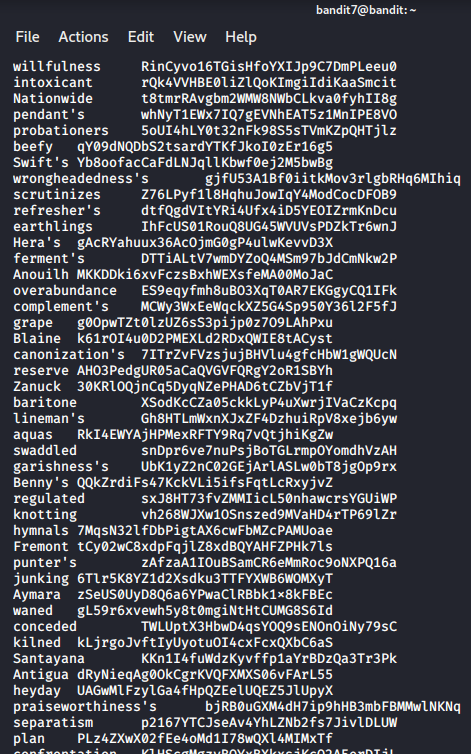 bandit7@bandit: ~
File Actions Edit View Help
willfulness RinCyvo16TGisHfoYXIJp9C7DmPLeeu0
intoxicant rQk4VVHBE0liZlQoKImgiIdiKaaSmcit
Nationwide t8tmrRAvgbm2WMW8NWbCLkva0fyhII8g
pendant's whNyT1EWx7IQ7gEVNhEAT5z1MnIPE8VO
probationers 5oUI4hLY0t32nFk98S5sTVmKZpQHTjlz
beefy qY09dNQDbS2tsardYTKfJkoI0zEr16g5
Swift's Yb8oofacCaFdLNJqllKbwf0ej2M5bwBg
wrongheadedness's gjfU53A1Bf0iitkMov3rlgbRHq6MIhiq
scrutinizes Z76LPyf1l8HqhuJowIqY4ModCocDFOB9
refresher's dtfQgdVItYRi4Ufx4iD5YEOIZrmKnDcu
earthlings IhFcUS01RouQ8UG45WVUVsPDZkTr6wnJ
Hera's gAcRYahuux36AcOjmG0gP4ulwKevvD3X
ferment's DTTiALtV7wmDYZoQ4MSm97bJdCmNkw2P
Anouilh MKKDDki6xvFczsBxhWEXsfeMA00MoJaC
overabundance ES9eqyfmh8uBO3XqT0AR7EKGgyCQ1IFk
complement's MCWy3WxEeWqckXZ5G4Sp950Y36l2F5fJ
grape g0OpwTZt0lzUZ6sS3pijp0z7O9LAhPxu
Blaine k61rOI4u0D2PMEXLd2RDxQWIE8tACyst
canonization's 7ITrZvFVzsjujBHVlu4gfcHbW1gWQUcN
reserve AHO3PedgUR05aCaQVGVFQRgY2oR1SBYh
Zanuck 30KRlOQjnCq5DyqNZePHAD6tCZbVjT1f
baritone XSodKcCZa05ckkLyP4uXwrjIVaCzKcpq
lineman's Gh8HTLmWxnXJxZF4DzhuiRpV8xejb6yw
aquas RkI4EWYAjHPMexRFTY9Rq7vQtjhiKgZw
swaddled snDpr6ve7nuPsjBoTGLrmpOYomdhVzAH
garishness's UbK1yZ2nC02GEjArlASLw0bT8jgOp9rx
Benny's QQkZrdiFs47KckVLi5ifsFqtLcRxyjvZ
regulated sxJ8HT73fvZMMIicL50nhawcrsYGUiWP
knotting vh268WJXw1OSnszed9MVaHD4rTP69lZr
hymnals 7MqsN32lfDbPigtAX6cwFbMZcPAMUoae
Fremont tCy02wC8xdpFqjlZ8xdBQYAHFZPHk7ls
punter's zAfzaA1IOuBSamCR6eMmRoc9oNXPQ16a
junking 6Tlr5K8YZ1d2Xsdku3TTFYXWB6WOMXyT
Aymara zSeUS0UyD8Q6a6YPwaClRBbk1×8kFBEc
waned gL59r6xvewh5y8t0mgiNtHtCUMG8S6Id
conceded TWLUptX3HbwD4qsYOQ9sENOnOiNy79sC
kilned kLjrgoJvftIyUyotuOI4cxFcxQXbC6aS
Santayana KKn1I4fuWdzKyvffp1aYrBDzQa3Tr3Pk
Antigua dRyNieqAg0OkCgrKVQFXMXS06vFArL55
heyday UAGwMlFzylGa4fHpQZEelUQEZ5JlUpyX
praiseworthiness's bjRB0uGXM4dH7ip9hHB3mbFBMMwlNKNq
separatism p2167YTCJseAv4YhLZNb2fs7JivlDLUW
plan PLz4ZXwX02fEe4oMd1I78wQXl4MIMxTf